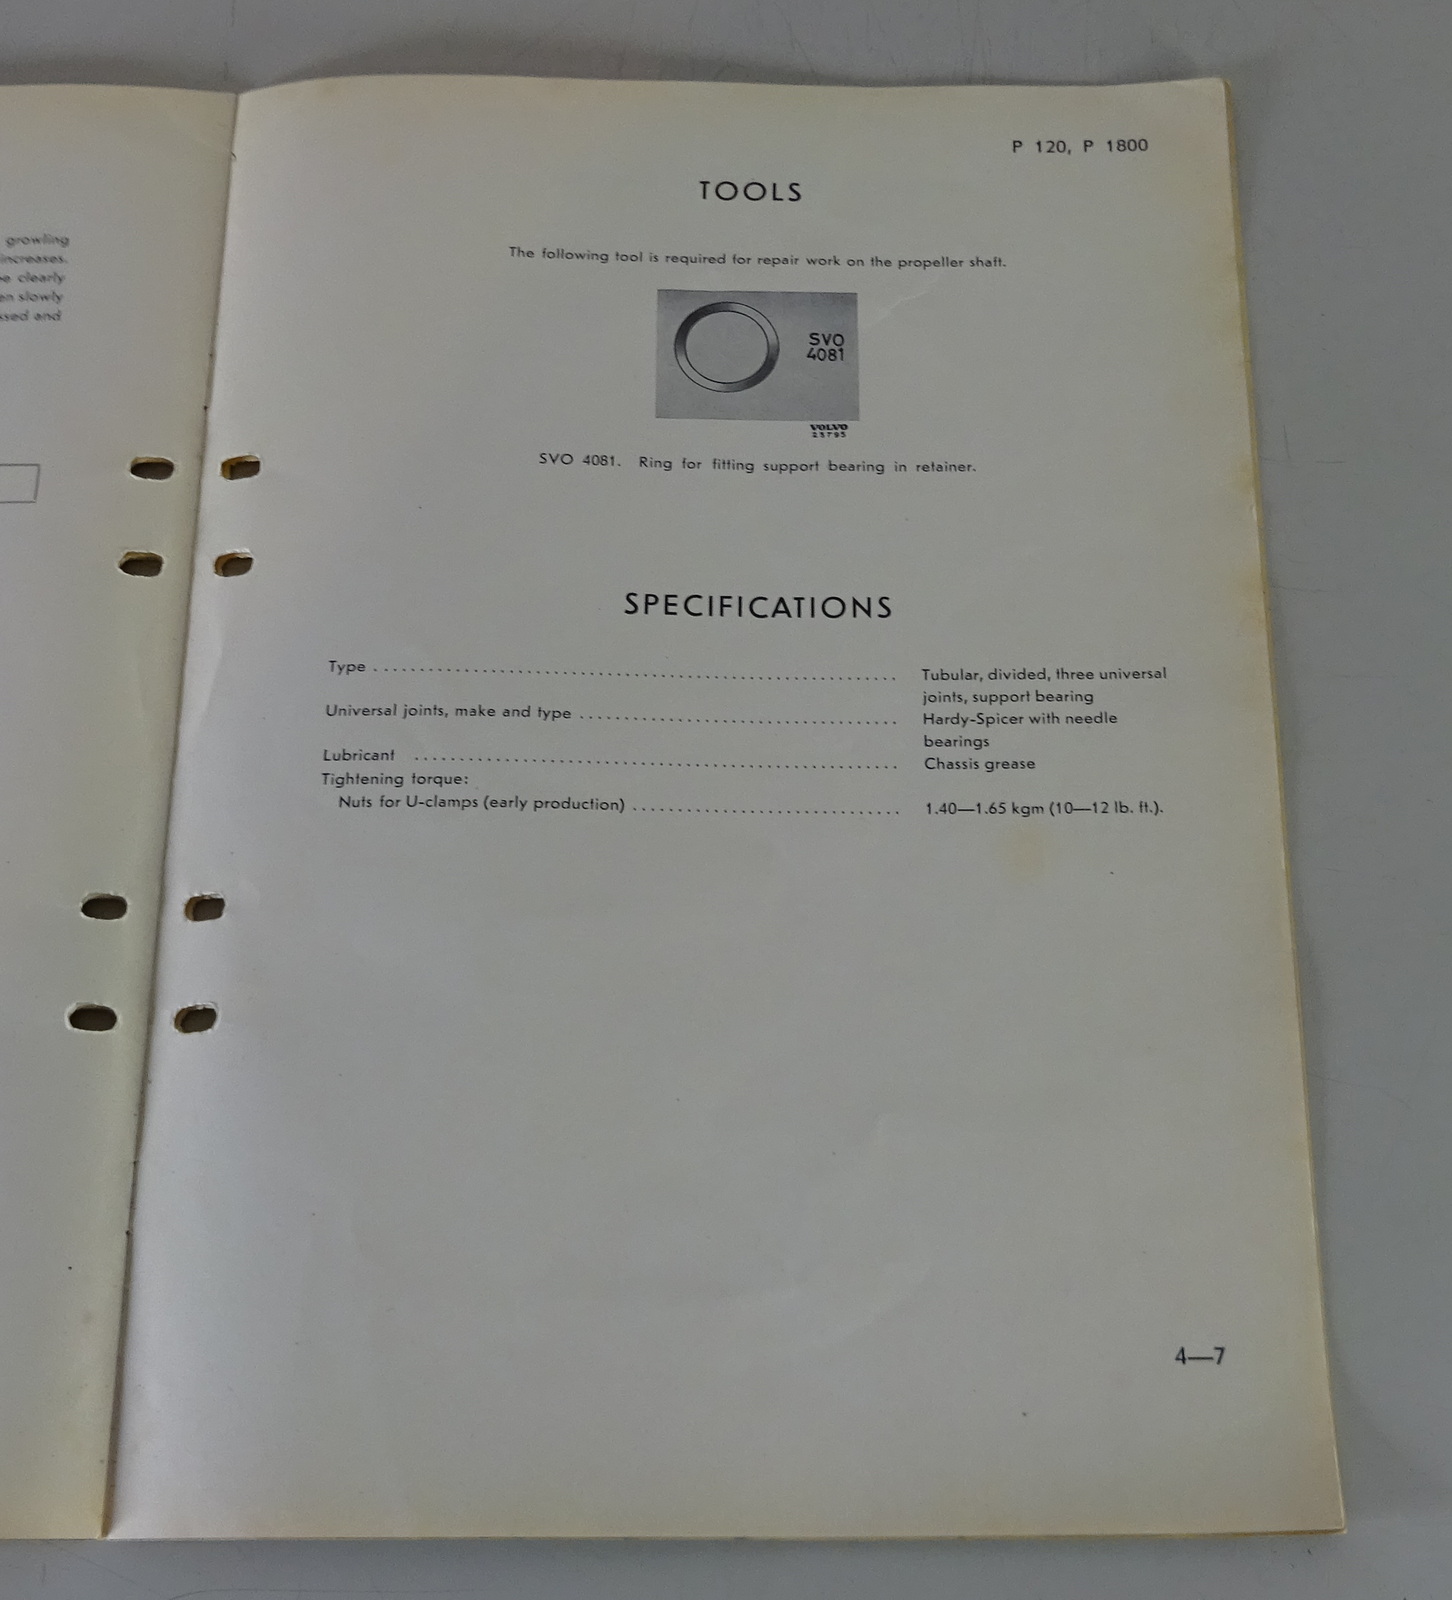 growling
increases.
clearly
slowly
and
P 120, P 1800
TOOLS
The following tool is required for repair work on the propeller shaft.
SVO
4081
VOLVO
23795
SVO 4081. Ring for fitting support bearing in retainer.
SPECIFICATIONS
Type ........................................................ Tubular, divided, three universal
joints, support bearing
Universal joints, make and type .................................. Hardy-Spicer with needle
bearings
Lubricant .................................................... Chassis grease
Tightening torque:
Nuts for U-clamps (early production) ............................. 1.40—1.65 kgm (10—12 lb. ft.).
4—7